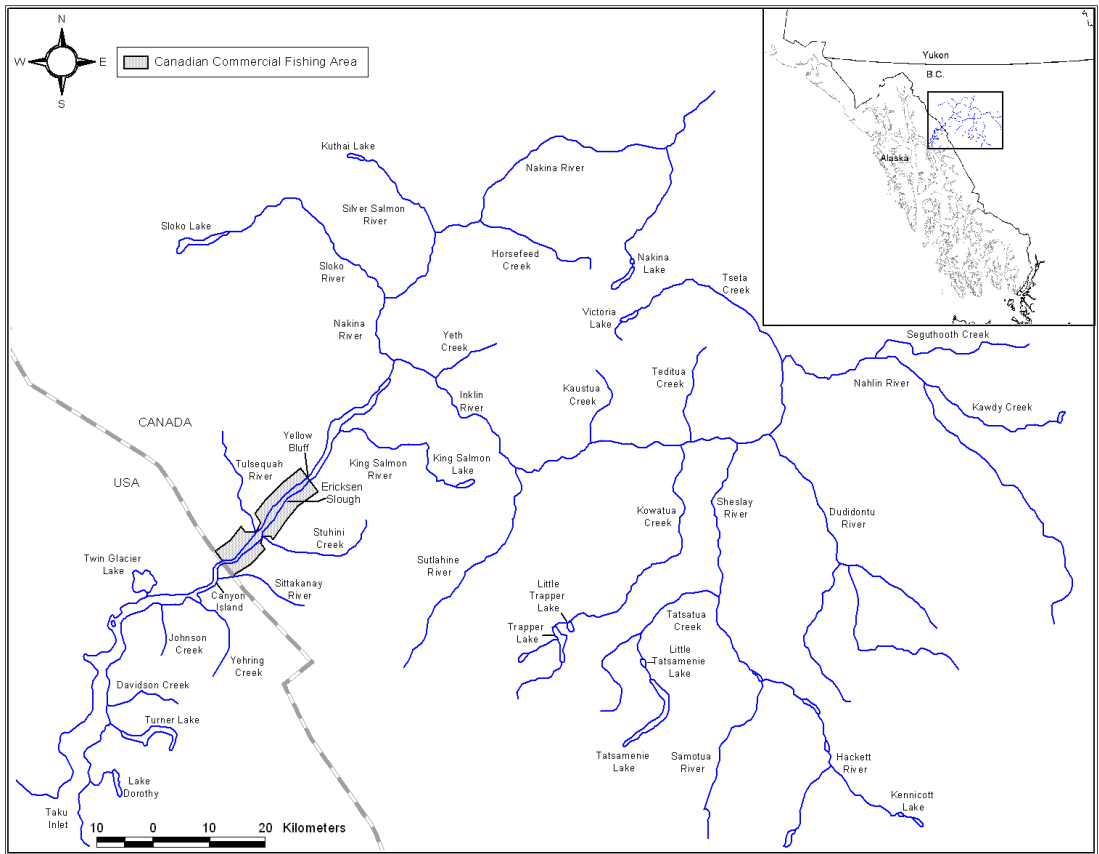 N
W
E
S
Canadian Commercial Fishing Area
Yukon
B.C.
Alaska
Kuthai Lake
Nakina River
Silver Salmon
River
Sloko Lake
Horsefeed
Creek
Sloko
River
Nakina
Lake
Tseta
Creek
Victoria
Lake
Nakina
River
Yeth
Creek
Seguthooth Creek
Teditua
Creek
Kaustua
Creek
Nahlin River
Inklin
River
Kawdy Creek
CANADA
Yellow
Bluff
Tulsequah
River
King Salmon
River
King Salmon
Lake
USA
Ericksen
Slough
Kowatua
Creek
Sheslay
River
Dudidontu
River
Stuhini
Creek
Twin Glacier
Lake
Sutlahine
River
Sittakanay
River
Canyon
Island
Little
Trapper
Lake
Trapper
Lake
Tatsatua
Creek
Johnson
Creek
Yehring
Creek
Little
Tatsamenie
Lake
Davidson Creek
Turner Lake
Tatsamenie
Lake
Samotua
River
Hackett
River
Lake
Dorothy
Kennicott
Lake
Taku
Inlet
10 0 10 20 Kilometers